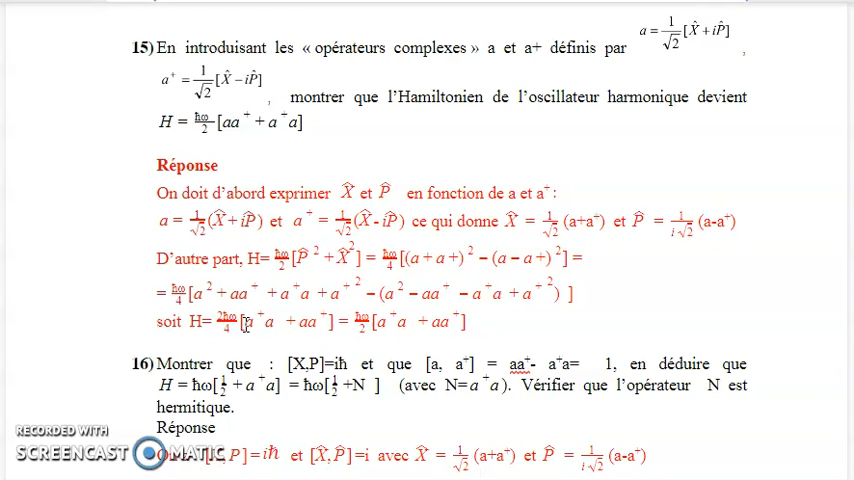 15) En introduisant les « opérateurs complexes » a et a+ définis par a = 1/√2 [X̂ + iP̂] ,
a⁺ = 1/√2 [X̂ − iP̂] , montrer que l’Hamiltonien de l’oscillateur harmonique devient
H = ħω/2 [aa⁺ + a⁺a]
Réponse
On doit d’abord exprimer X̂ et P̂ en fonction de a et a⁺ :
a = 1/√2 (X̂ + iP̂) et a⁺ = 1/√2 (X̂ - iP̂) ce qui donne X̂ = 1/√2 (a+a⁺) et P̂ = 1/i√2 (a-a⁺)
D’autre part, H= ħω/2 [P̂² + X̂²] = ħω/4 [(a + a+)² − (a − a+)²] =
= ħω/4 [a² + aa⁺ + a⁺a + a⁺² − (a² − aa⁺ − a⁺a + a⁺²) ]
soit H= 2ħω/4 [a⁺a + aa⁺] = ħω/2 [a⁺a + aa⁺]
16) Montrer que : [X,P]=iħ et que [a, a⁺] = aa⁺- a⁺a= 1, en déduire que
H = ħω[1/2 + a⁺a] = ħω[1/2 +N ] (avec N=a⁺a). Vérifier que l’opérateur N est
hermitique.
Réponse
RECORDED WITH
SCREENCAST MATIC
P]=iħ et [X̂, P̂]=i avec X̂ = 1/√2 (a+a⁺) et P̂ = 1/i√2 (a-a⁺)